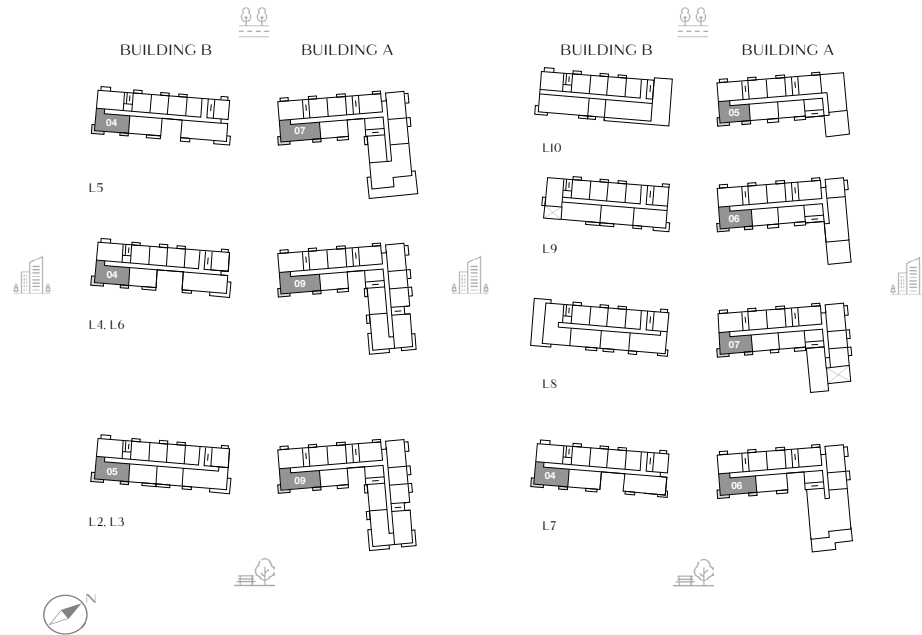 BUILDING B BUILDING A
04 07
L5
04 09
L4, L6
05 09
L2, L3
N
BUILDING B BUILDING A
05
L10
06
L9
07
L8
04 06
L7